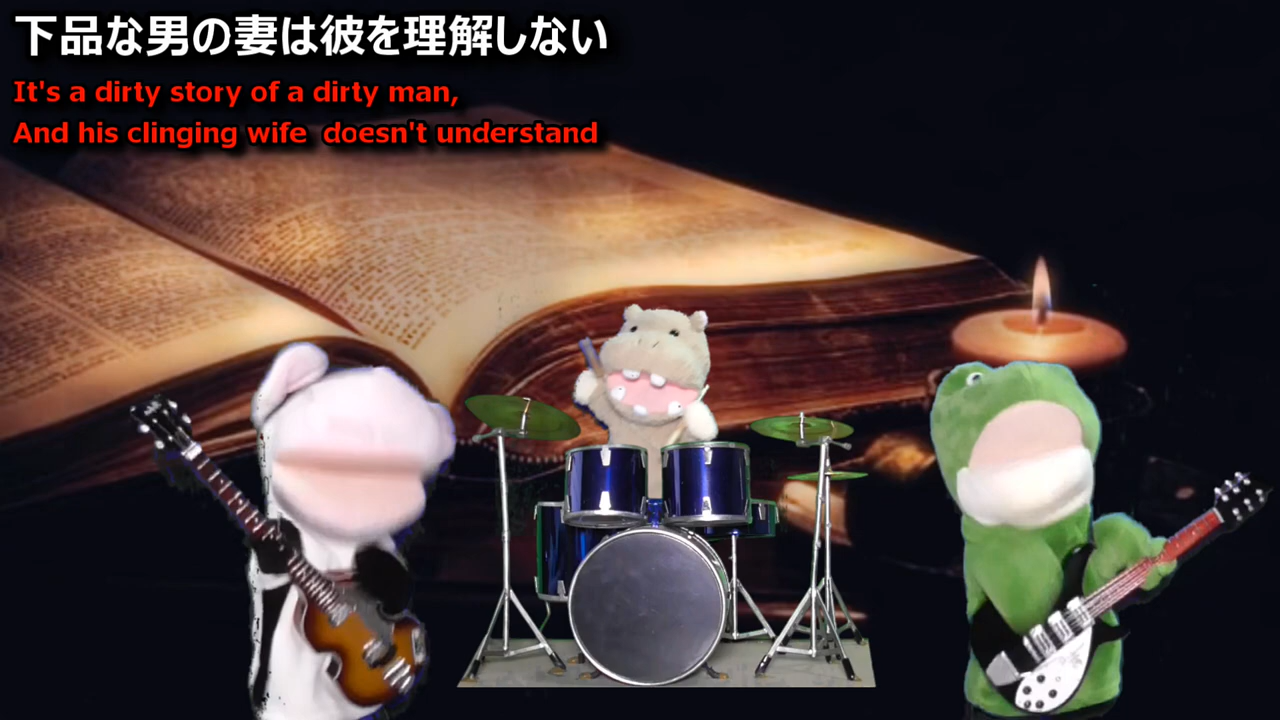 下品な男の妻は彼を理解しない
It's a dirty story of a dirty man,
And his clinging wife doesn't understand